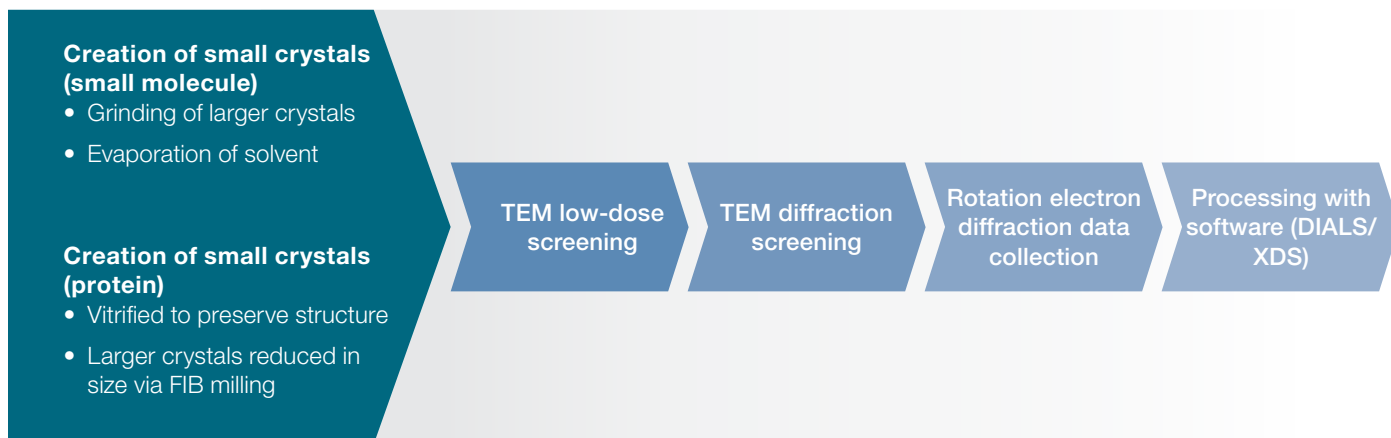 Creation of small crystals
(small molecule)
• Grinding of larger crystals
• Evaporation of solvent
Creation of small crystals
(protein)
• Vitrified to preserve structure
• Larger crystals reduced in
size via FIB milling
TEM low-dose
screening
TEM diffraction
screening
Rotation electron
diffraction data
collection
Processing with
software (DIALS/
XDS)